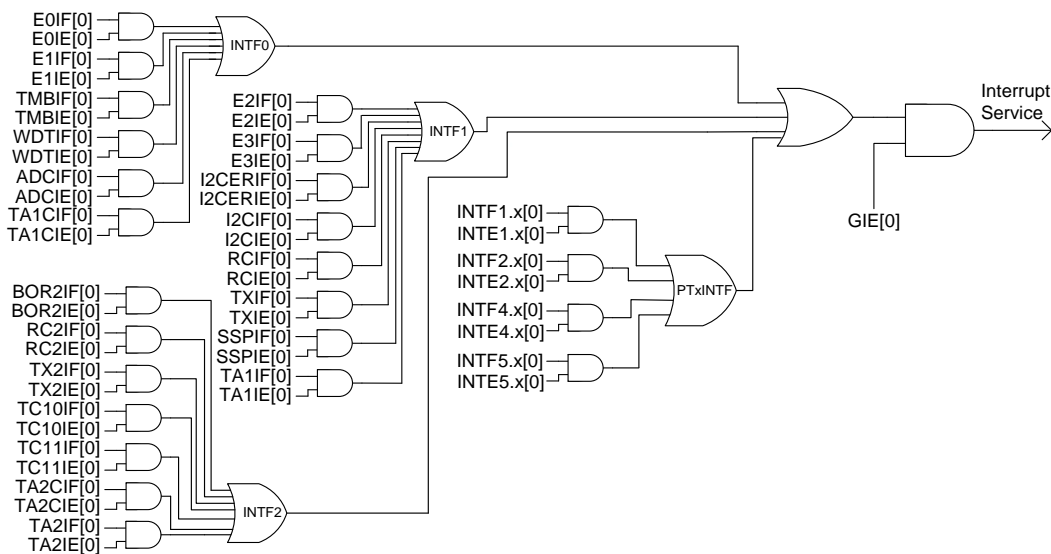 E0IF[0]
E0IE[0]
E1IF[0]
E1IE[0]
TMBIF[0]
TMBIE[0]
WDTIF[0]
WDTIE[0]
ADCIF[0]
ADCIE[0]
TA1CIF[0]
TA1CIE[0]
INTF0
E2IF[0]
E2IE[0]
E3IF[0]
E3IE[0]
I2CERIF[0]
I2CERIE[0]
I2CIF[0]
I2CIE[0]
RCIF[0]
RCIE[0]
TXIF[0]
TXIE[0]
SSPIF[0]
SSPIE[0]
TA1IF[0]
TA1IE[0]
INTF1
BOR2IF[0]
BOR2IE[0]
RC2IF[0]
RC2IE[0]
TX2IF[0]
TX2IE[0]
TC10IF[0]
TC10IE[0]
TC11IF[0]
TC11IE[0]
TA2CIF[0]
TA2CIE[0]
TA2IF[0]
TA2IE[0]
INTF2
INTF1.x[0]
INTE1.x[0]
INTF2.x[0]
INTE2.x[0]
INTF4.x[0]
INTE4.x[0]
INTF5.x[0]
INTE5.x[0]
PTxINTF
GIE[0]
Interrupt
Service